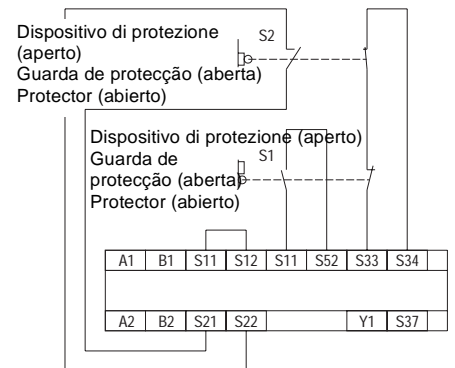 Dispositivo di protezione
(aperto)
Guarda de protecção (aberta)
Protector (abierto)
S2
Dispositivo di protezione (aperto)
Guarda de
protecção (aberta)
Protector (abierto)
S1
A1 B1 S11 S12 S11 S52 S33 S34
A2 B2 S21 S22 Y1 S37